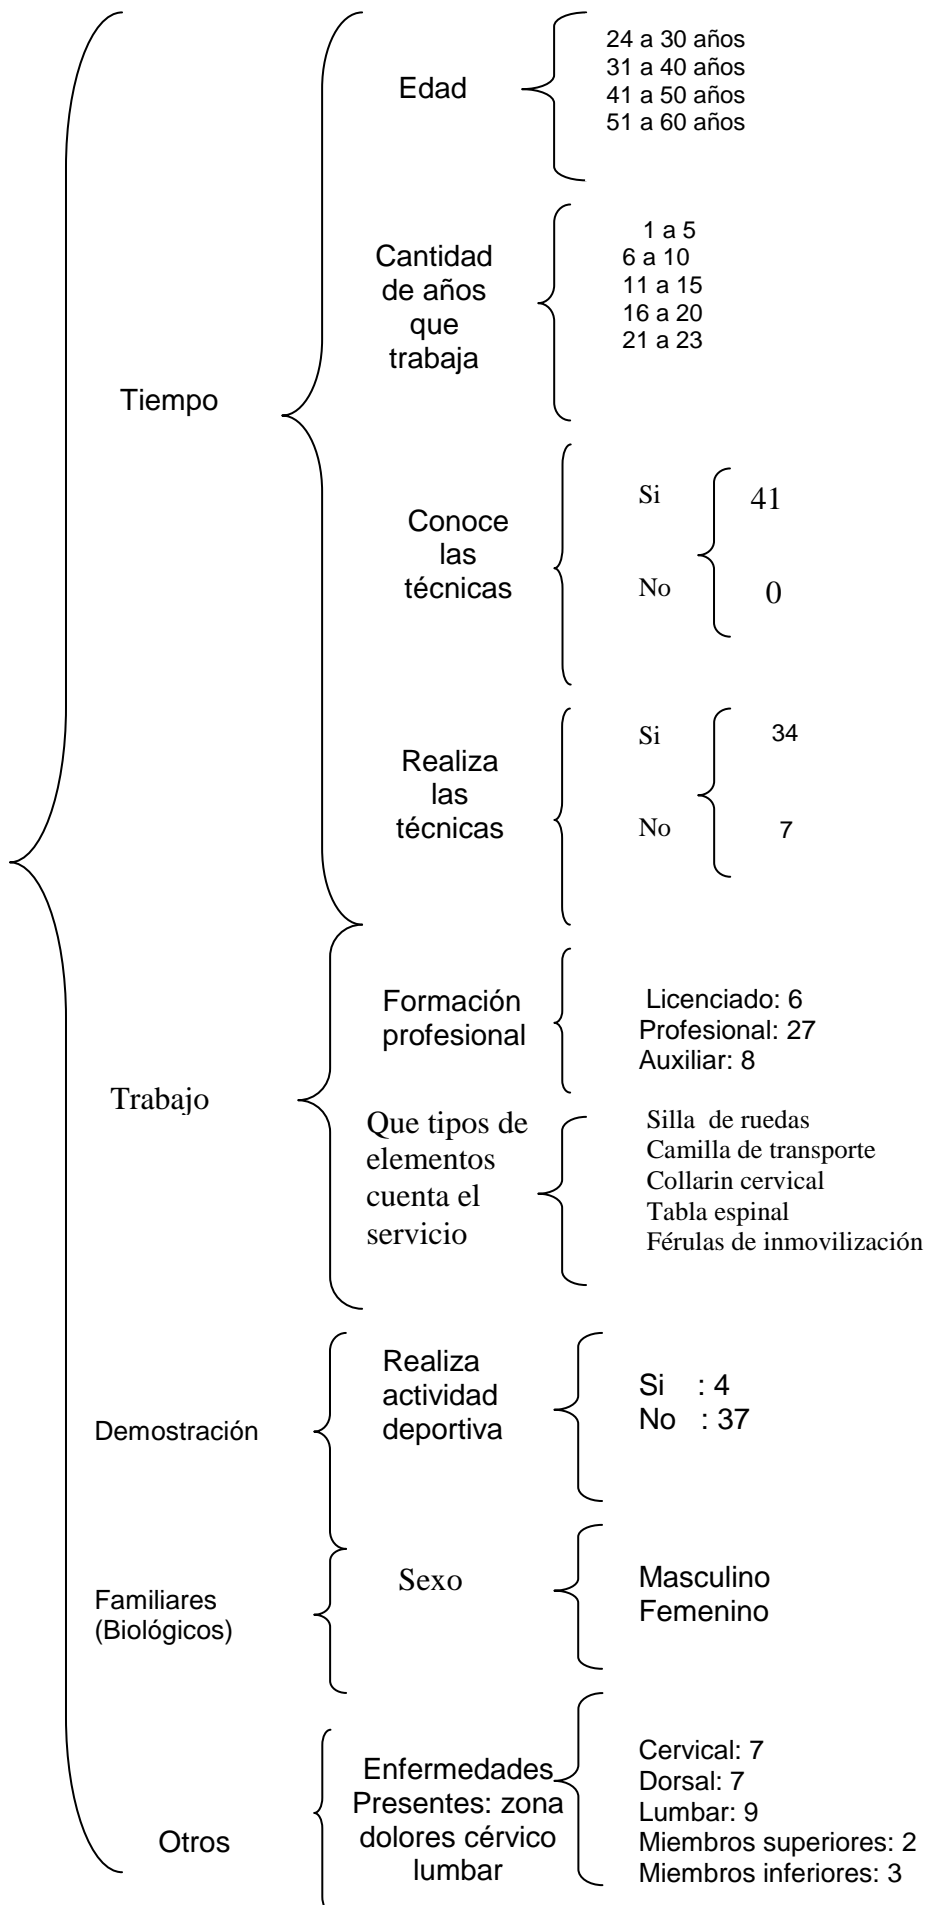 Tiempo
Edad
24 a 30 años
31 a 40 años
41 a 50 años
51 a 60 años
Cantidad
de años
que
trabaja
1 a 5
6 a 10
11 a 15
16 a 20
21 a 23
Conoce
las
técnicas
Si
41
No
0
Realiza
las
técnicas
Si
34
No
7
Trabajo
Formación
profesional
Licenciado: 6
Profesional: 27
Auxiliar: 8
Que tipos de
elementos
cuenta el
servicio
Silla de ruedas
Camilla de transporte
Collarin cervical
Tabla espinal
Férulas de inmovilización
Demostración
Realiza
actividad
deportiva
Si : 4
No : 37
Familiares
(Biológicos)
Sexo
Masculino
Femenino
Otros
Enfermedades
Presentes: zona
dolores cérvico
lumbar
Cervical: 7
Dorsal: 7
Lumbar: 9
Miembros superiores: 2
Miembros inferiores: 3